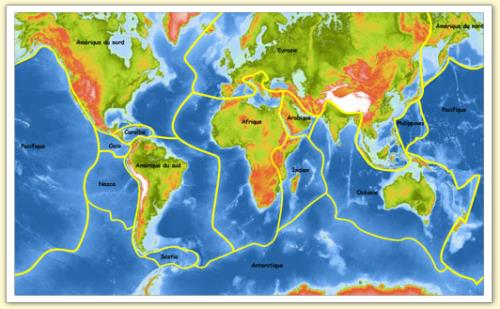 Amérique du nord
Amérique du nord
Eurasie
Pacifique
Caraïbe
Coco
Afrique
Arabique
Philippines
Pacifique
Amérique du sud
Nazca
Indien
Océanie
Scotia
Antarctique